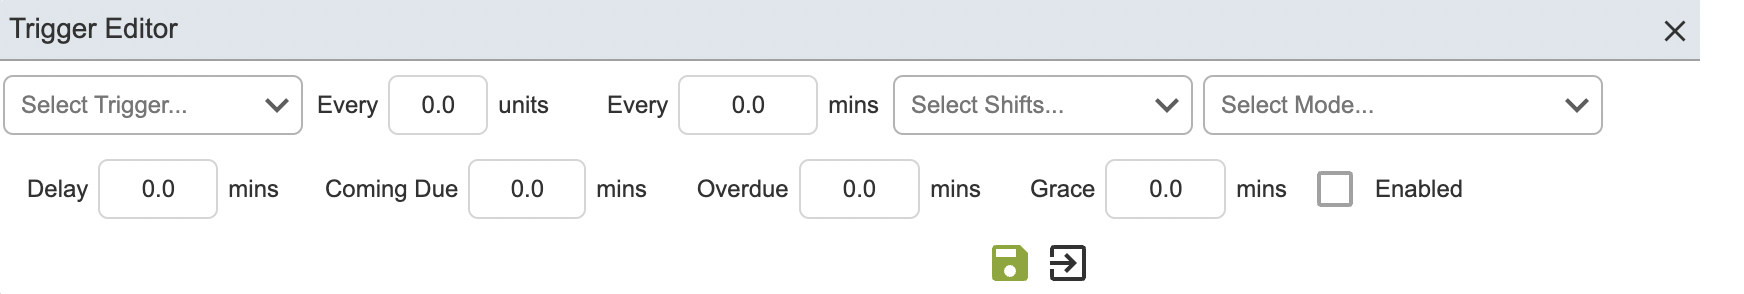 Trigger Editor
Select Trigger... Every 0.0 units Every 0.0 mins Select Shifts... Select Mode...
Delay 0.0 mins Coming Due 0.0 mins Overdue 0.0 mins Grace 0.0 mins Enabled